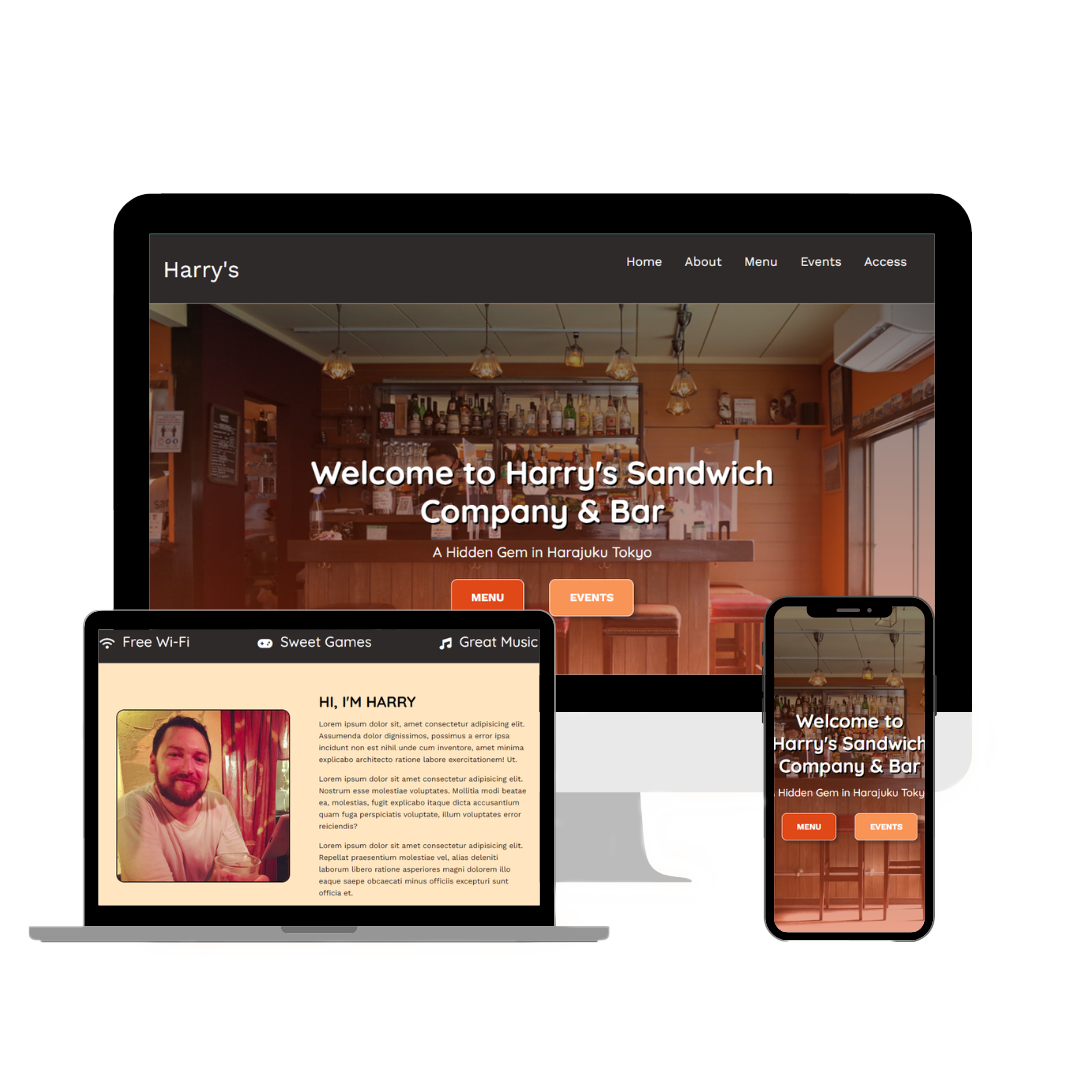 Harry's
Home About Menu Events Access
Welcome to Harry's Sandwich
Company & Bar
A Hidden Gem in Harajuku Tokyo
MENU EVENTS
Free Wi-Fi Sweet Games Great Music
HI, I'M HARRY
Lorem ipsum dolor sit, amet consectetur adipisicing elit.
Assumenda dolor dignissimos, possimus a error ipsa
incidunt non est nihil unde cum inventore, amet minima
explicabo architecto ratione labore exercitationem! Ut.
Lorem ipsum dolor sit amet consectetur adipisicing elit.
Nostrum esse molestiae voluptates. Mollitia modi beatae
ea, molestias, fugit explicabo itaque dicta accusantium
quam fuga perspiciatis voluptate, illum voluptates error
reiciendis?
Lorem ipsum dolor sit amet consectetur adipisicing elit.
Repellat praesentium molestiae vel, alias deleniti
laborum libero ratione asperiores magni dolorem illo
eaque saepe obcaecati minus officiis excepturi sunt
officia et.
Welcome to
Harry's Sandwich
Company & Bar
Hidden Gem in Harajuku Toky
MENU EVENTS